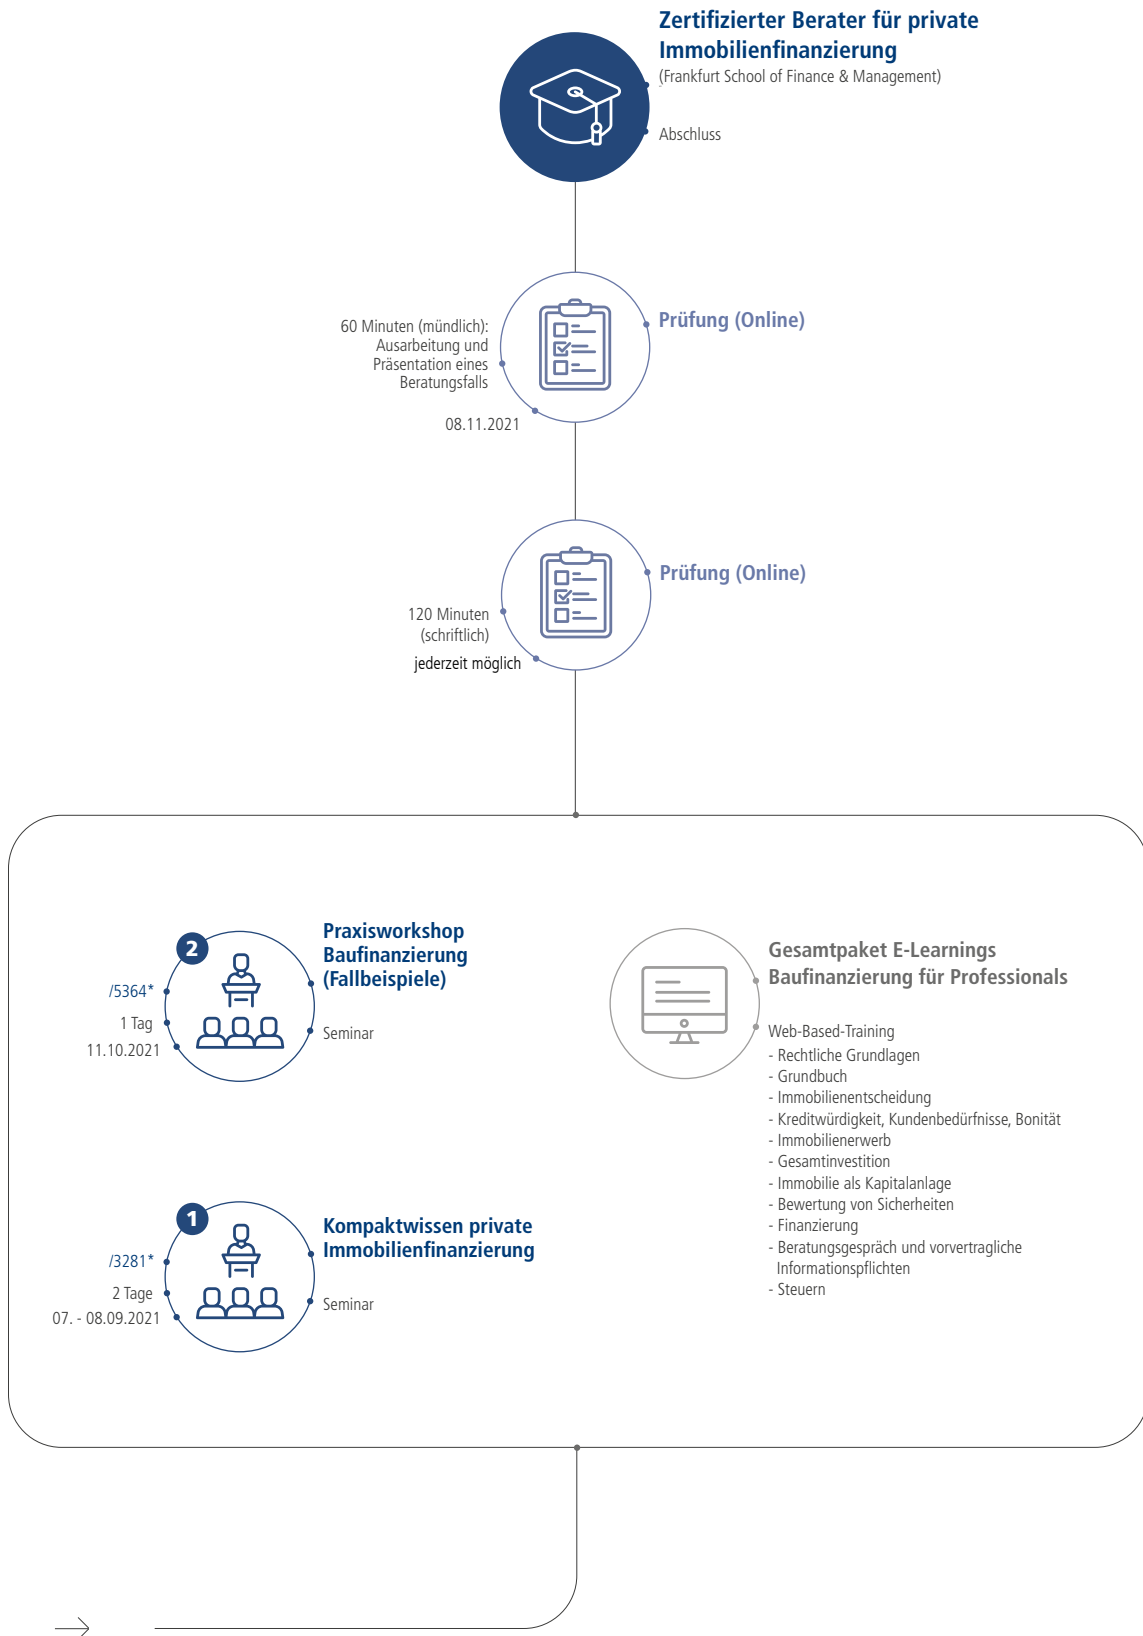 Zertifizierter Berater für private
Immobilienfinanzierung
(Frankfurt School of Finance & Management)
Abschluss
Prüfung (Online)
60 Minuten (mündlich):
Ausarbeitung und
Präsentation eines
Beratungsfalls
08.11.2021
Prüfung (Online)
120 Minuten
(schriftlich)
jederzeit möglich
2
Praxisworkshop
Baufinanzierung
(Fallbeispiele)
/5364*
1 Tag
11.10.2021
Seminar
1
Kompaktwissen private
Immobilienfinanzierung
/3281*
2 Tage
07. - 08.09.2021
Seminar
Gesamtpaket E-Learnings
Baufinanzierung für Professionals
Web-Based-Training
- Rechtliche Grundlagen
- Grundbuch
- Immobilienentscheidung
- Kreditwürdigkeit, Kundenbedürfnisse, Bonität
- Immobilienerwerb
- Gesamtinvestition
- Immobilie als Kapitalanlage
- Bewertung von Sicherheiten
- Finanzierung
- Beratungsgespräch und vorvertragliche
Informationspflichten
- Steuern